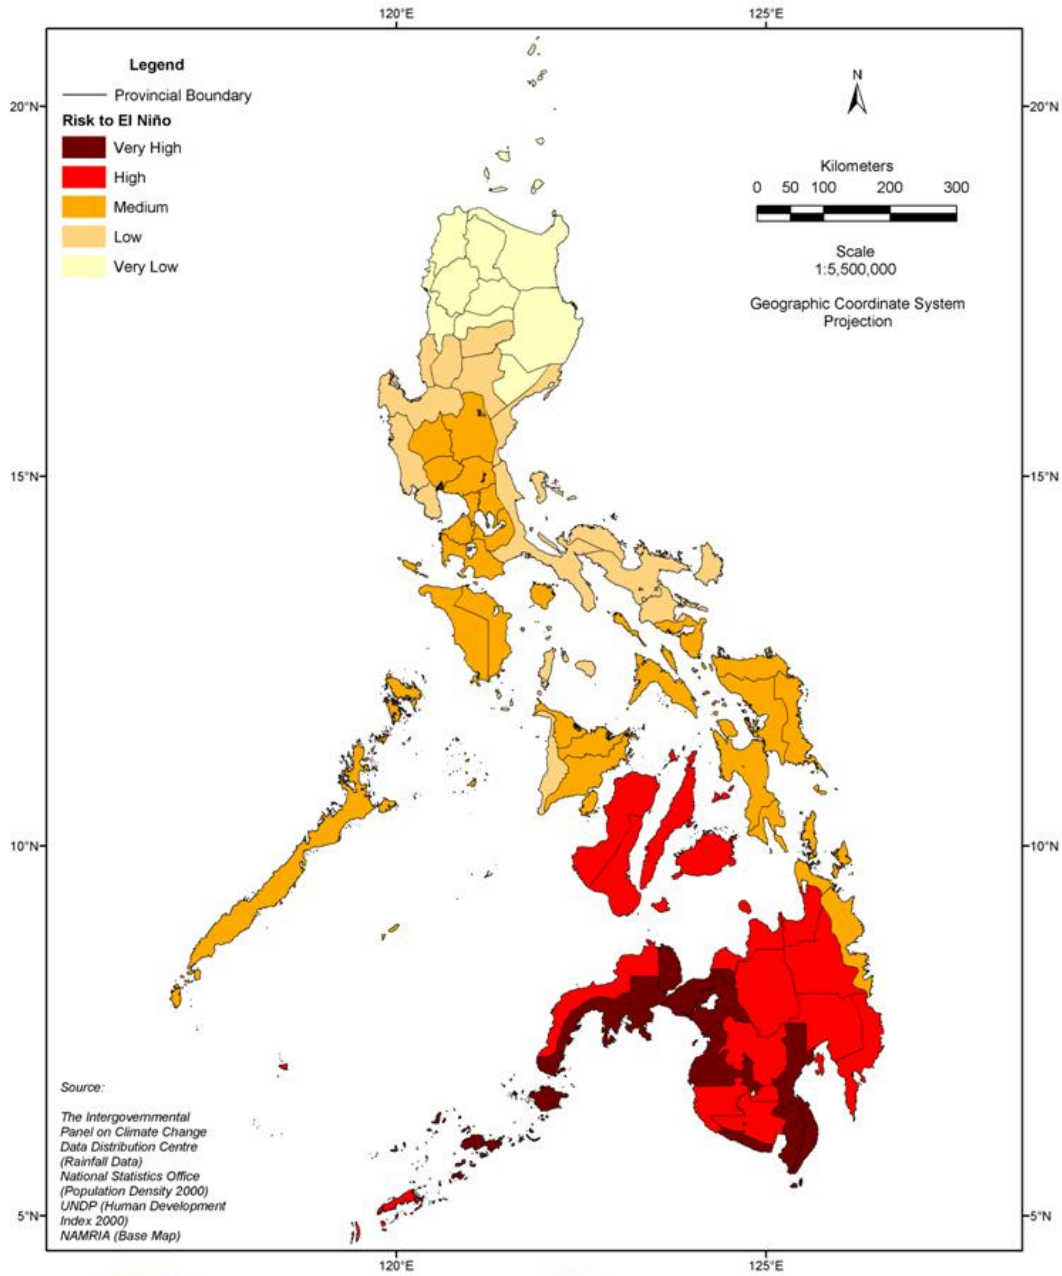 120°E
125°E
Legend
Provincial Boundary
Risk to El Niño
Very High
High
Medium
Low
Very Low
N
Kilometers
0 50 100 200 300
Scale
1:5,500,000
Geographic Coordinate System
Projection
20°N
20°N
15°N
15°N
10°N
10°N
5°N
5°N
Source:
The Intergovernmental
Panel on Climate Change
Data Distribution Centre
(Rainfall Data)
National Statistics Office
(Population Density 2000)
UNDP (Human Development
Index 2000)
NAMRIA (Base Map)
120°E
125°E